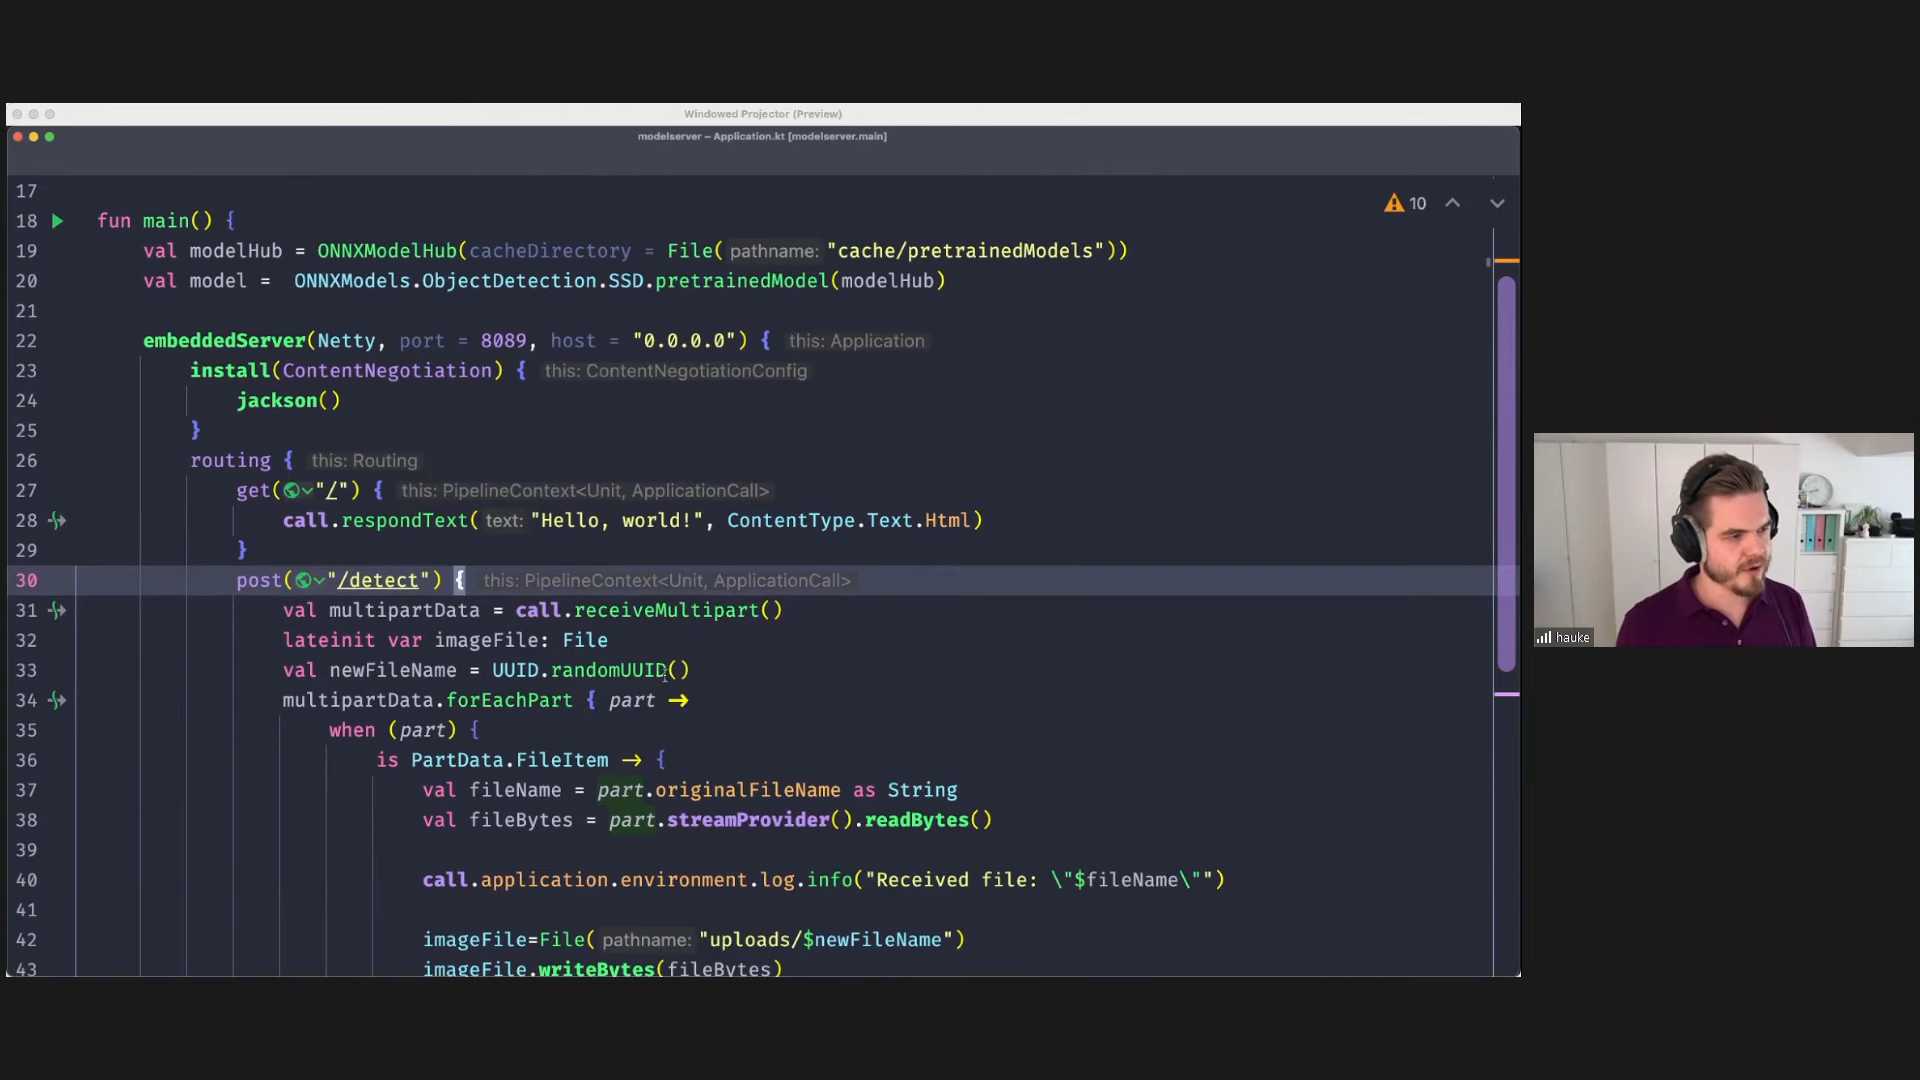 Windowed Projector (Preview)
modelserver – Application.kt [modelserver.main]
10
17
18 fun main() {
19 val modelHub = ONNXModelHub(cacheDirectory = File( pathname: "cache/pretrainedModels"))
20 val model =  ONNXModels.ObjectDetection.SSD.pretrainedModel(modelHub)
21
22 embeddedServer(Netty, port = 8089, host = "0.0.0.0") { this: Application
23 install(ContentNegotiation) { this: ContentNegotiationConfig
24 jackson()
25 }
26 routing { this: Routing
27 get("/") { this: PipelineContext<Unit, ApplicationCall>
28 call.respondText( text: "Hello, world!", ContentType.Text.Html)
29 }
30 post("/detect") { this: PipelineContext<Unit, ApplicationCall>
31 val multipartData = call.receiveMultipart()
32 lateinit var imageFile: File
33 val newFileName = UUID.randomUUID()
34 multipartData.forEachPart { part →
35 when (part) {
36 is PartData.FileItem → {
37 val fileName = part.originalFileName as String
38 val fileBytes = part.streamProvider().readBytes()
39
40 call.application.environment.log.info("Received file: \"$fileName\"")
41
42 imageFile=File( pathname: "uploads/$newFileName")
43 imageFile.writeBytes(fileBytes)
hauke